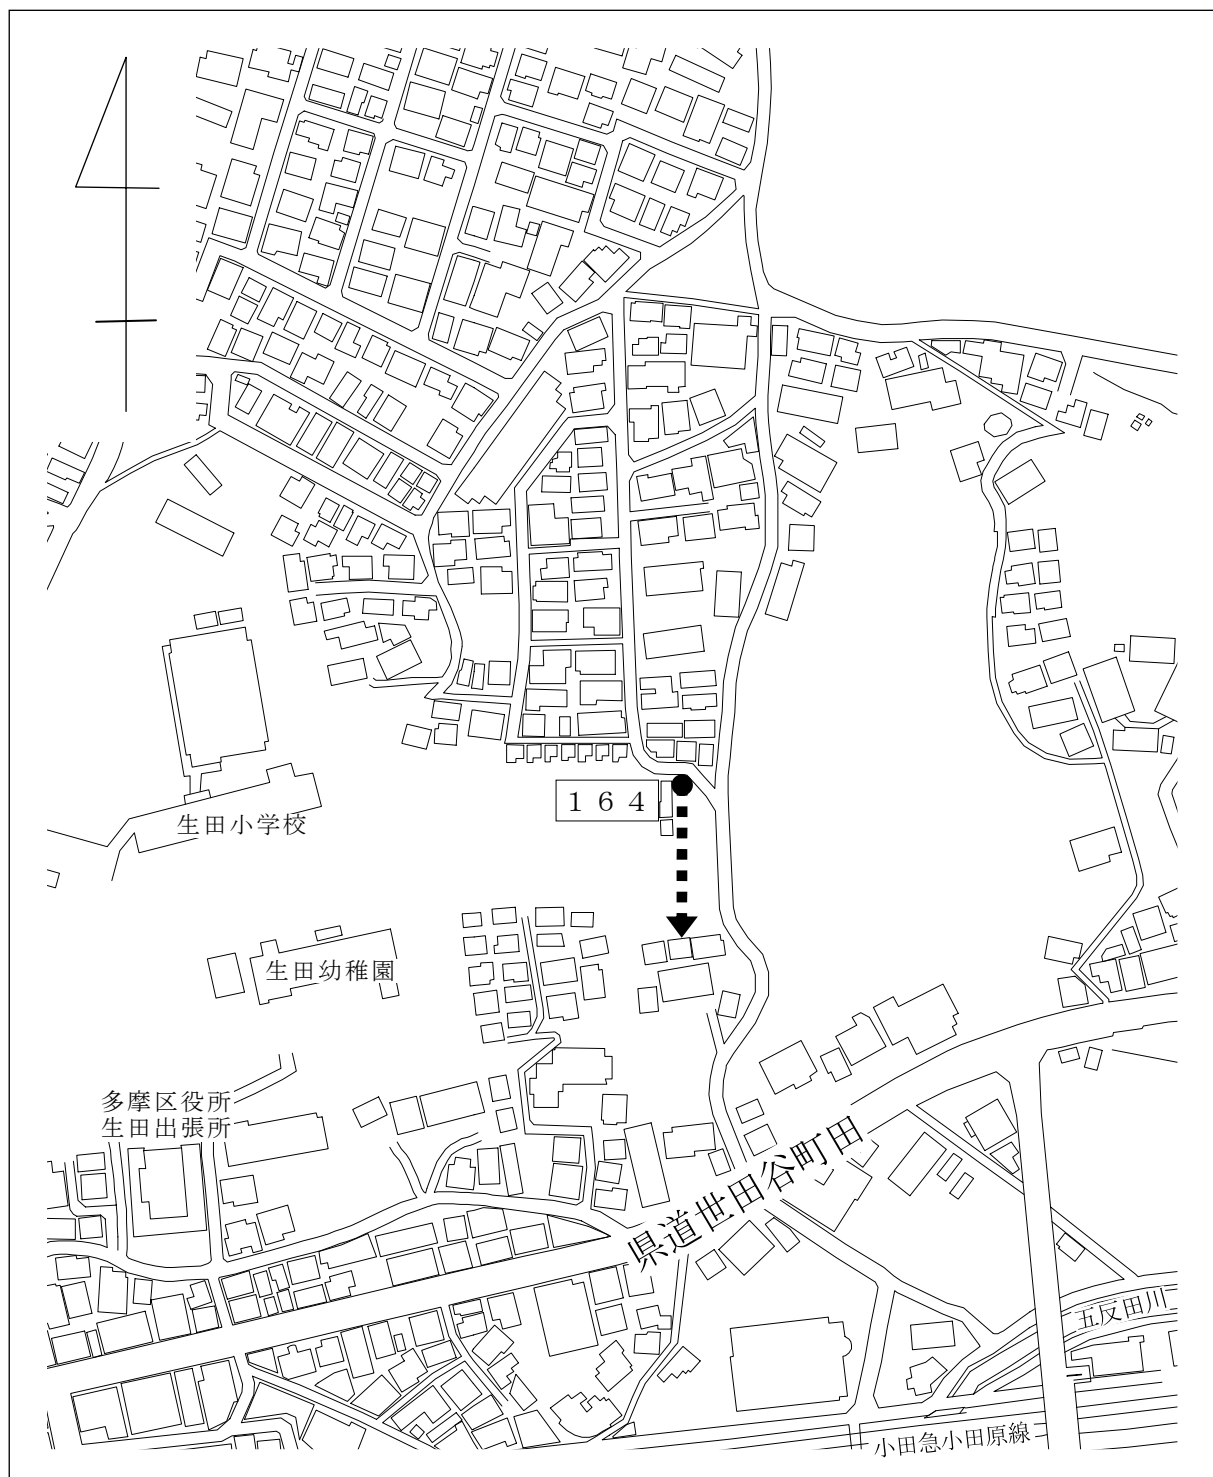 １６４
生田小学校
生田幼稚園
多摩区役所
生田出張所
県道世田谷町田
五反田川
小田急小田原線